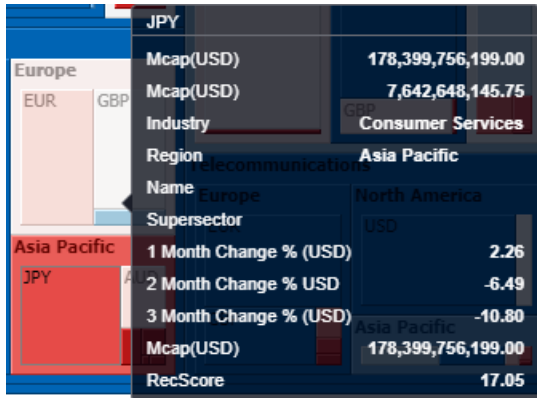 JPY
Mcap(USD) 178,399,756,199.00
Mcap(USD) 7,642,648,145.75
Industry Consumer Services
Region Asia Pacific
Name
Supersector
1 Month Change % (USD) 2.26
2 Month Change % USD -6.49
3 Month Change % (USD) -10.80
Mcap(USD) 178,399,756,199.00
RecScore 17.05
Europe
EUR GBP
Asia Pacific
JPY AUD
GBP
Telecommunications
Europe North America
EUR USD
Asia Pacific